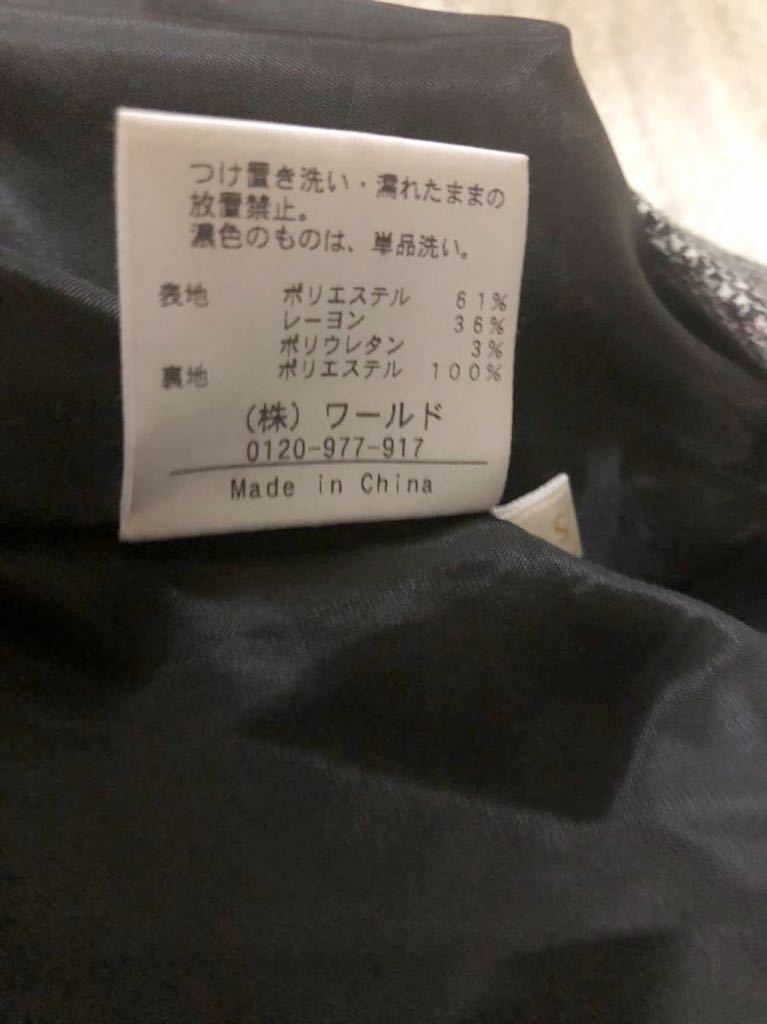 つけ置き洗い・漏れたままの
放置禁止。
濃色のものは、単品洗い。
表地 ポリエステル 61%
レーヨン 36%
ポリウレタン 3%
裏地 ポリエステル 100%
(株)ワールド
0120-977-917
Made in China
S